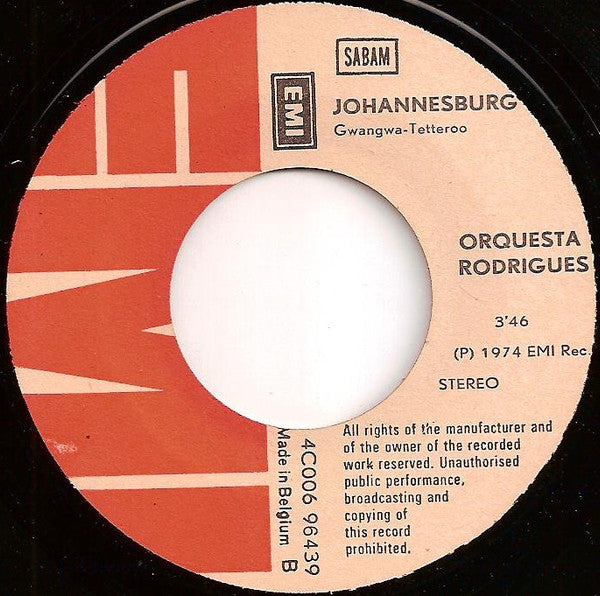 SABAM
EMI
JOHANNESBURG
Gwangwa-Tetteroo
ORQUESTA
RODRIGUES
3'46
(P) 1974 EMI Rec.
STEREO
All rights of the manufacturer and
of the owner of the recorded
work reserved. Unauthorised
public performance,
broadcasting and
copying of
this record
prohibited.
4C006 96439
Made in Belgium B
EMI